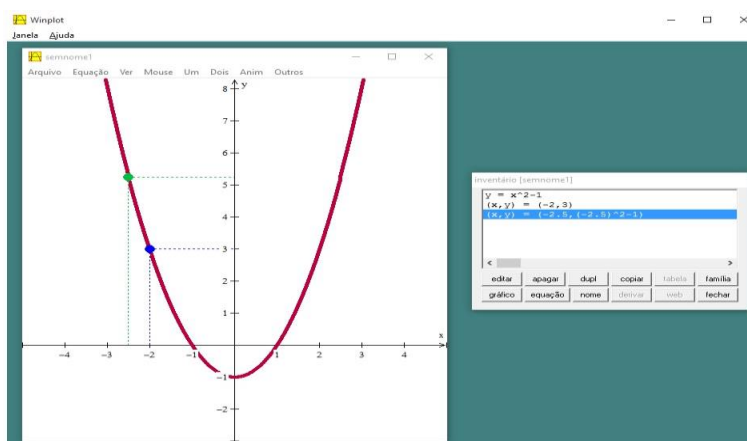 Winplot
Janela Ajuda
semnome1
Arquivo Equação Ver Mouse Um Dois Anim Outros
y
8
7
6
5
4
3
2
1
x
-4 -3 -2 -1 1 2 3 4
-1
-2
inventário [semnome1]
y = x^2-1
(x,y) = (-2,3)
(x,y) = (-2.5,(-2.5)^2-1)
editar apagar dupl copiar tabela família
gráfico equação nome derivar web fechar